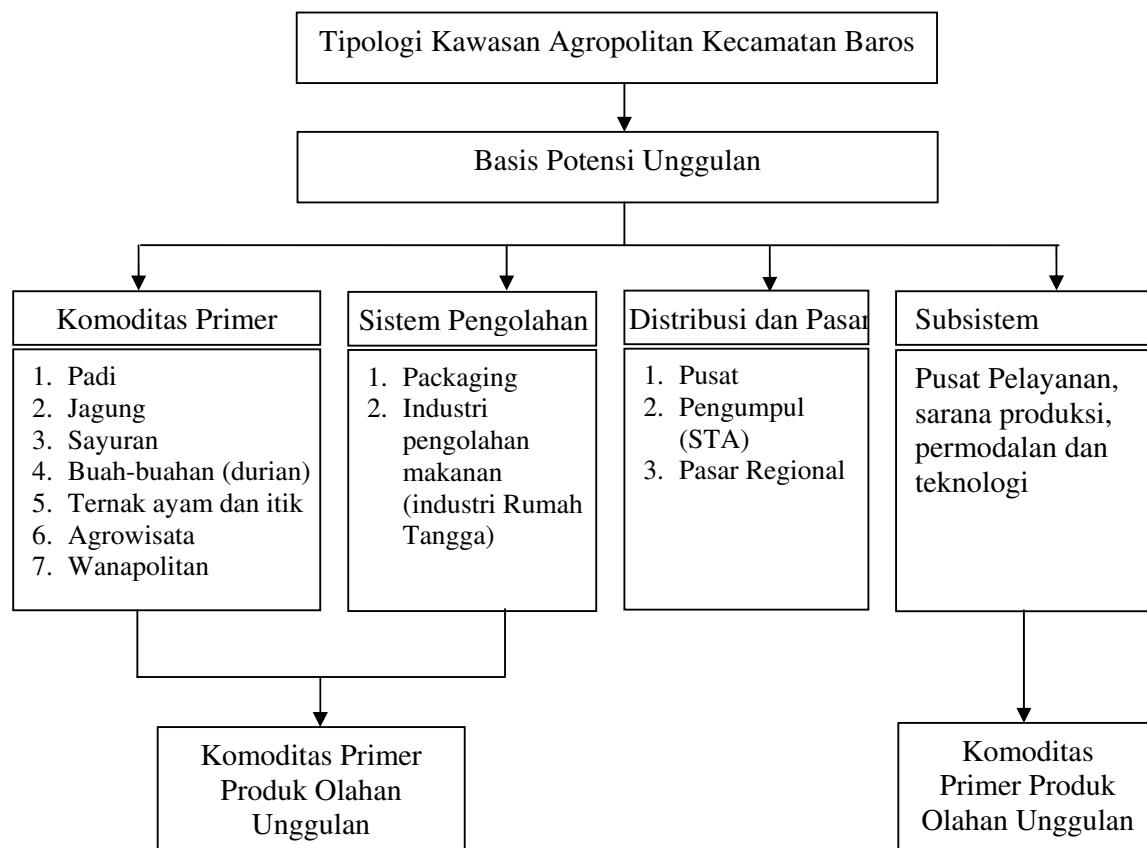 Tipologi Kawasan Agropolitan Kecamatan Baros
Basis Potensi Unggulan
Komoditas Primer
1. Padi
2. Jagung
3. Sayuran
4. Buah-buahan (durian)
5. Ternak ayam dan itik
6. Agrowisata
7. Wanapolitan
Sistem Pengolahan
1. Packaging
2. Industri
pengolahan
makanan
(industri Rumah
Tangga)
Distribusi dan Pasar
1. Pusat
2. Pengumpul
(STA)
3. Pasar Regional
Subsistem
Pusat Pelayanan,
sarana produksi,
permodalan dan
teknologi
Komoditas Primer
Produk Olahan
Unggulan
Komoditas
Primer Produk
Olahan Unggulan